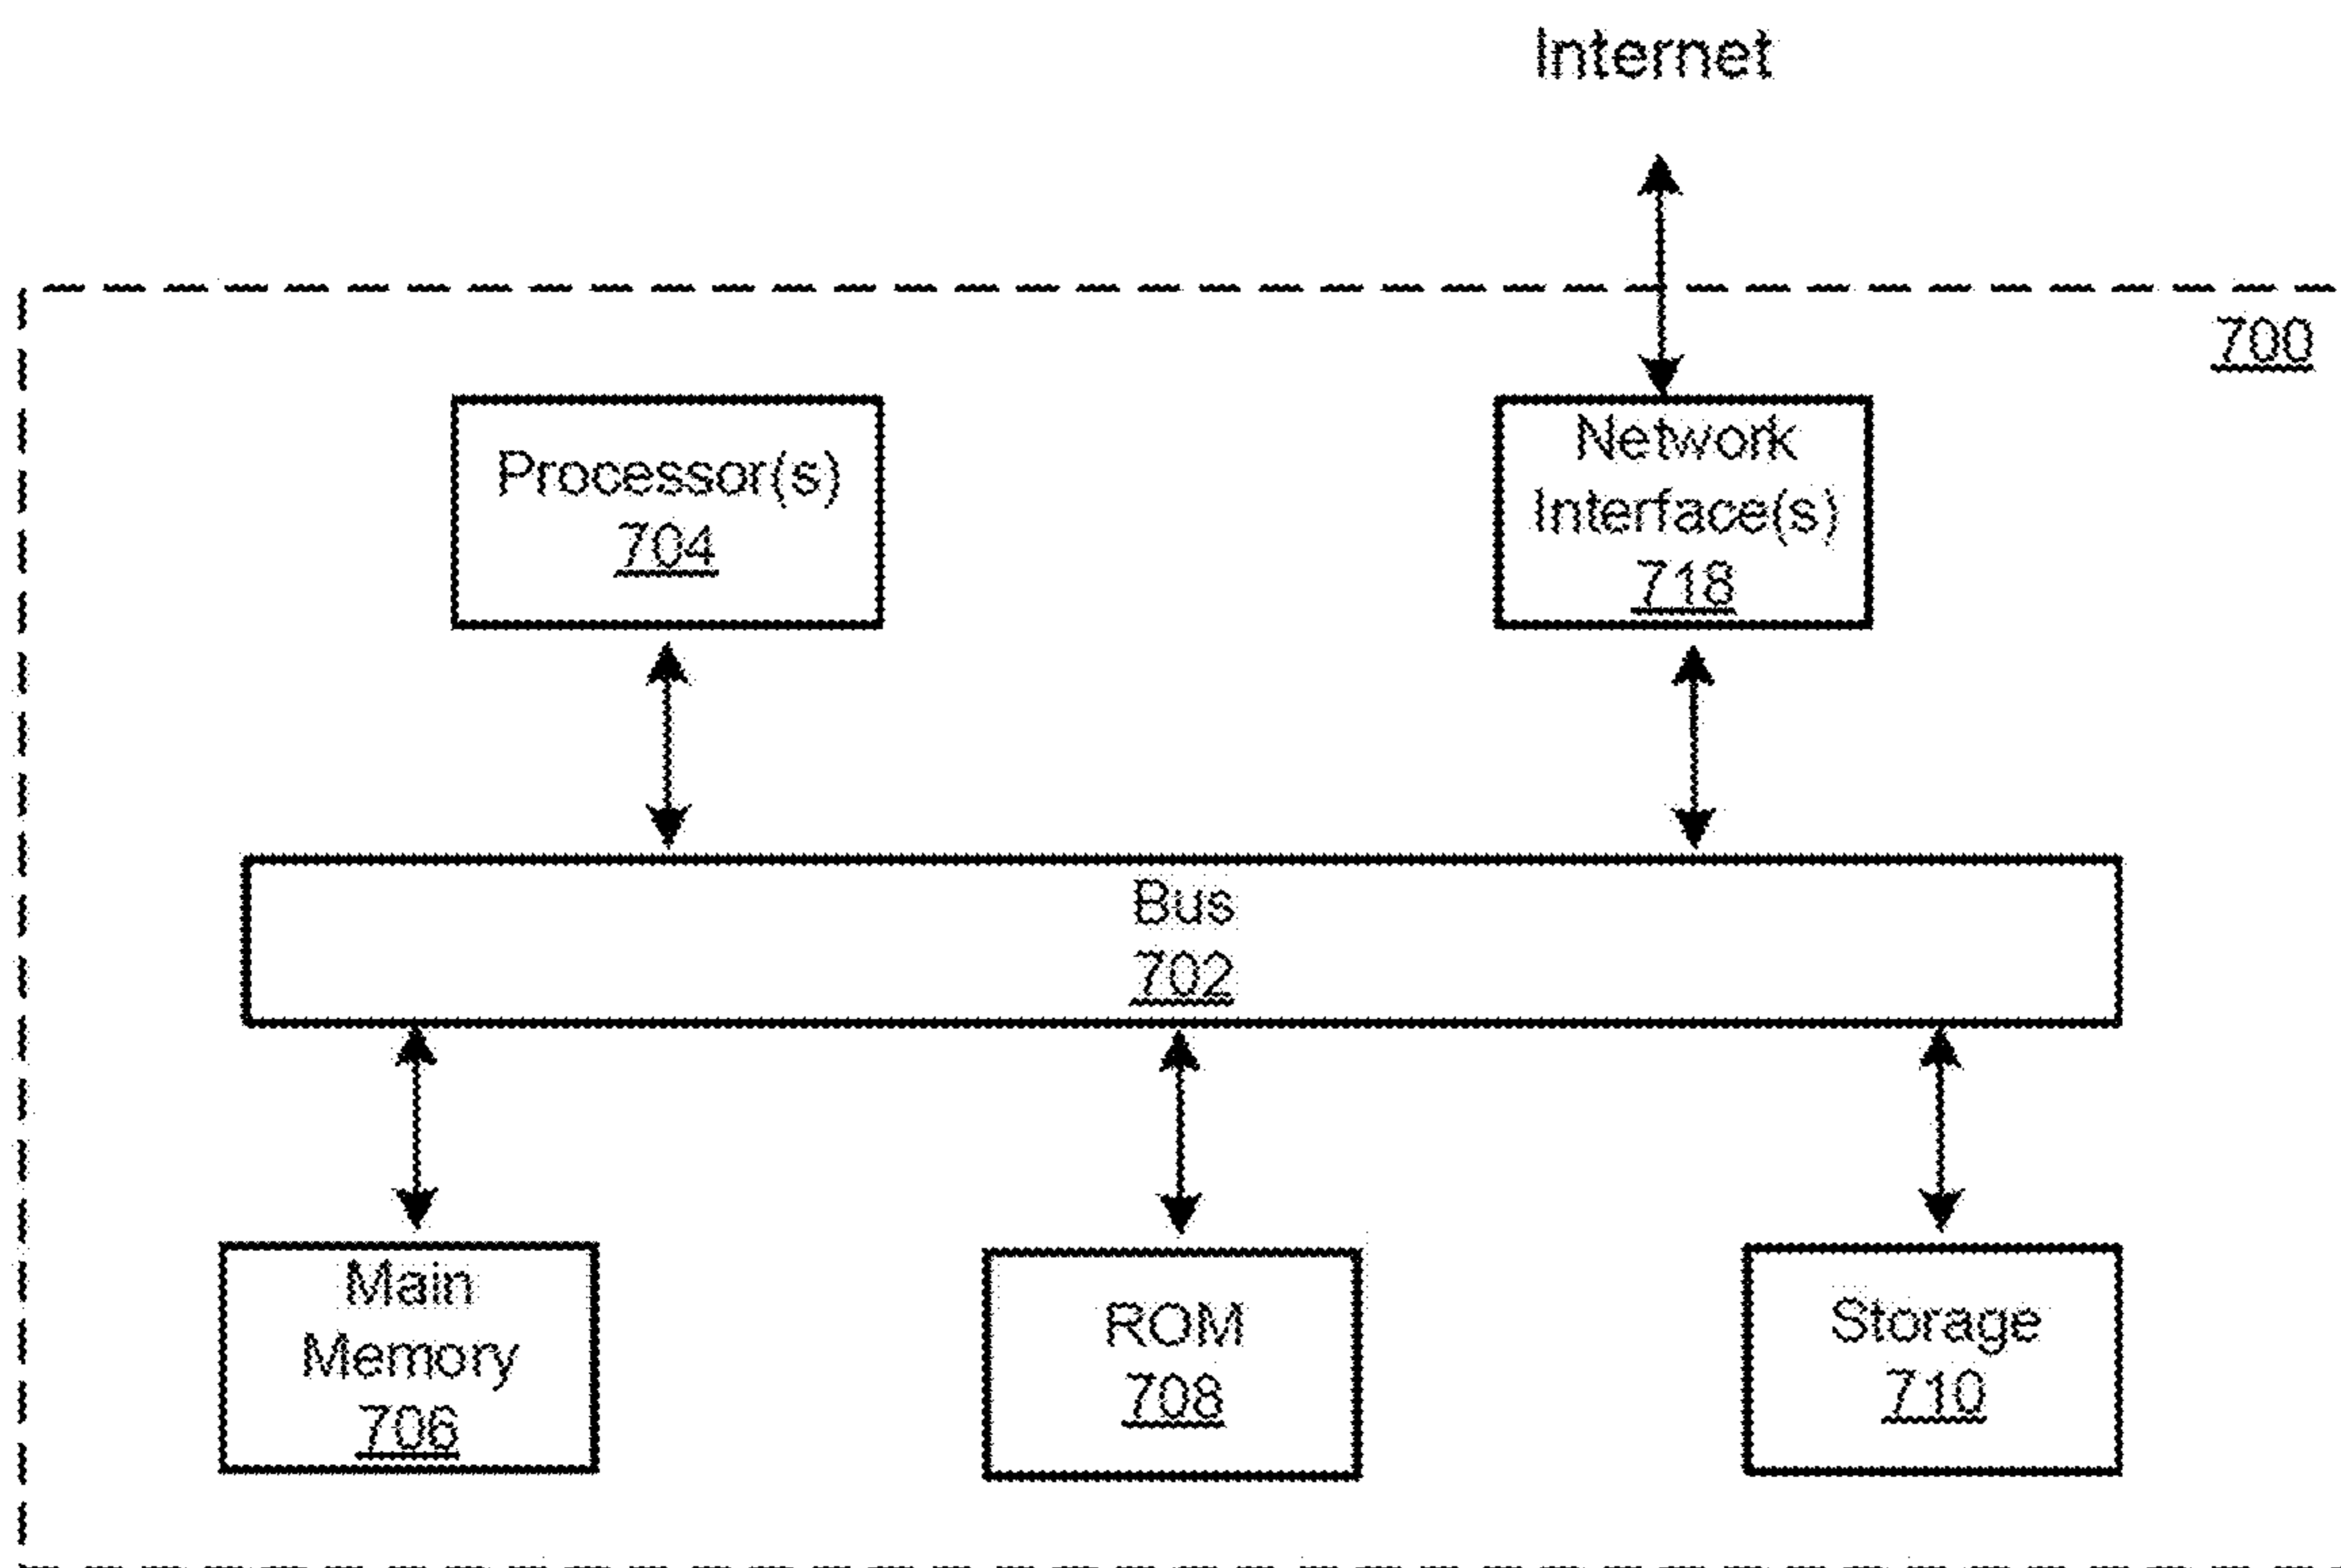 Internet
700
Processor(s)
704
Network
Interface(s)
718
Bus
702
Main
Memory
706
ROM
708
Storage
710